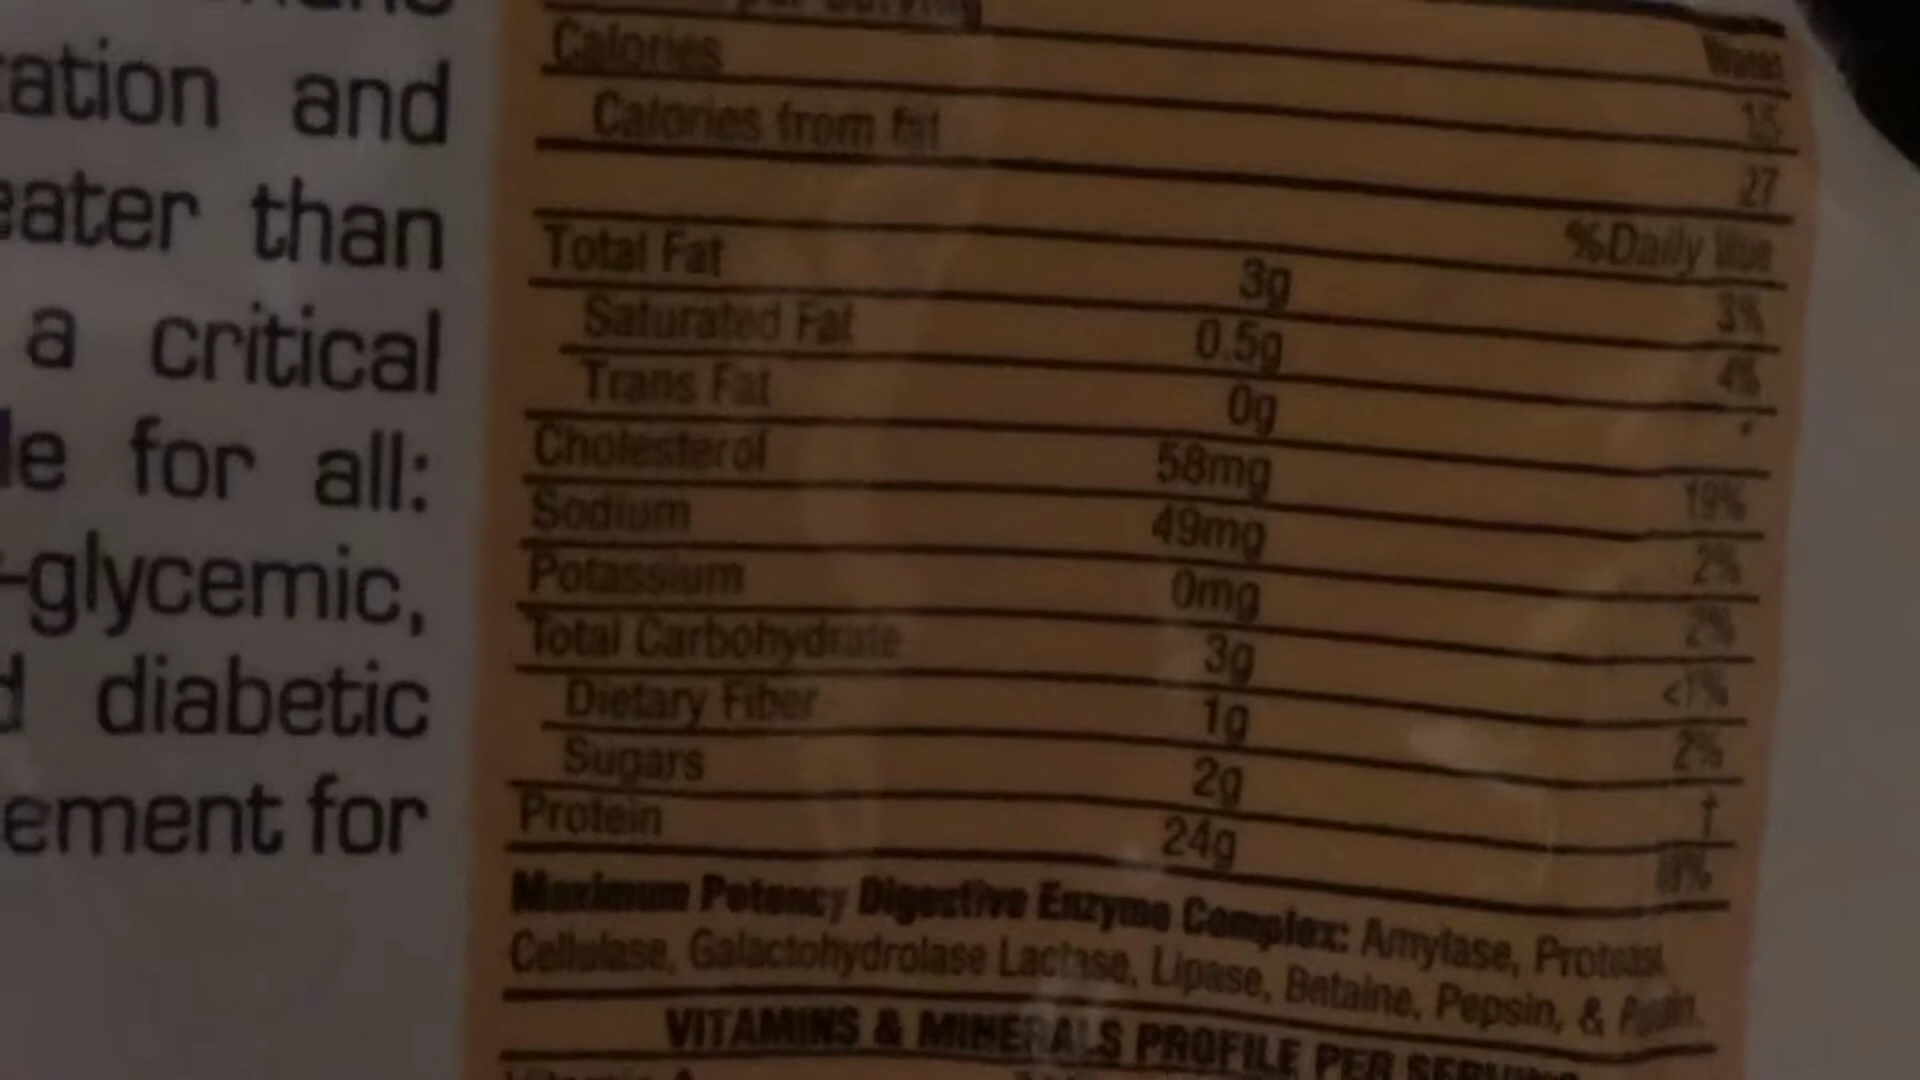 ation and
eater than
a critical
le for all:
-glycemic,
d diabetic
ement for
per Serving
Calories 15
Calories from fat 27
%Daily
Total Fat 3g 3%
Saturated Fat 0.5g 4%
Trans Fat 0g *
Cholesterol 58mg 19%
Sodium 49mg 2%
Potassium 0mg 2%
Total Carbohydrate 3g <1%
Dietary Fiber 1g 2%
Sugars 2g †
Protein 24g
Maximum Potency Digestive Enzyme Complex: Amylase,
Cellulase, Galactohydrolase Lactase, Lipase, Betaine, Pepsin, &
VITAMINS & MINERALS PROFILE PER